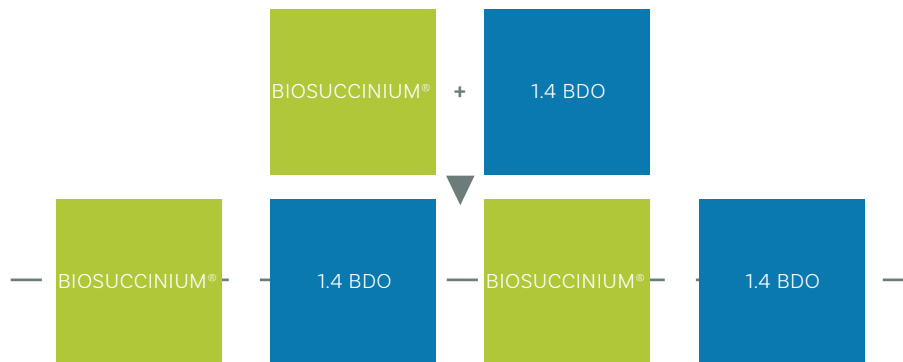 BIOSUCCINIUM® + 1.4 BDO
BIOSUCCINIUM® 1.4 BDO BIOSUCCINIUM® 1.4 BDO